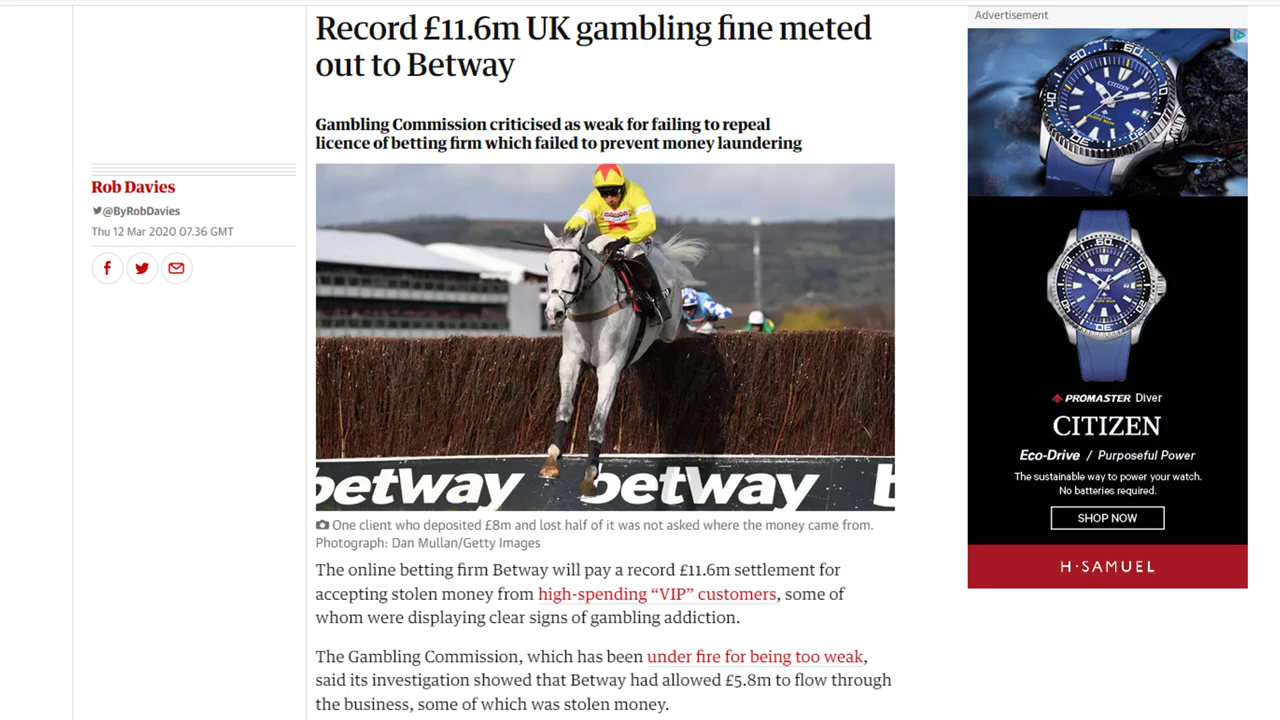 Record £11.6m UK gambling fine meted
out to Betway
Gambling Commission criticised as weak for failing to repeal
licence of betting firm which failed to prevent money laundering
Rob Davies
@ByRobDavies
Thu 12 Mar 2020 07.36 GMT
betway betway b
One client who deposited £8m and lost half of it was not asked where the money came from.
Photograph: Dan Mullan/Getty Images
The online betting firm Betway will pay a record £11.6m settlement for
accepting stolen money from high-spending “VIP” customers, some of
whom were displaying clear signs of gambling addiction.
The Gambling Commission, which has been under fire for being too weak,
said its investigation showed that Betway had allowed £5.8m to flow through
the business, some of which was stolen money.
Advertisement
CITIZEN
CITIZEN
PROMASTER Diver
CITIZEN
Eco-Drive / Purposeful Power
The sustainable way to power your watch.
No batteries required.
SHOP NOW
H·SAMUEL